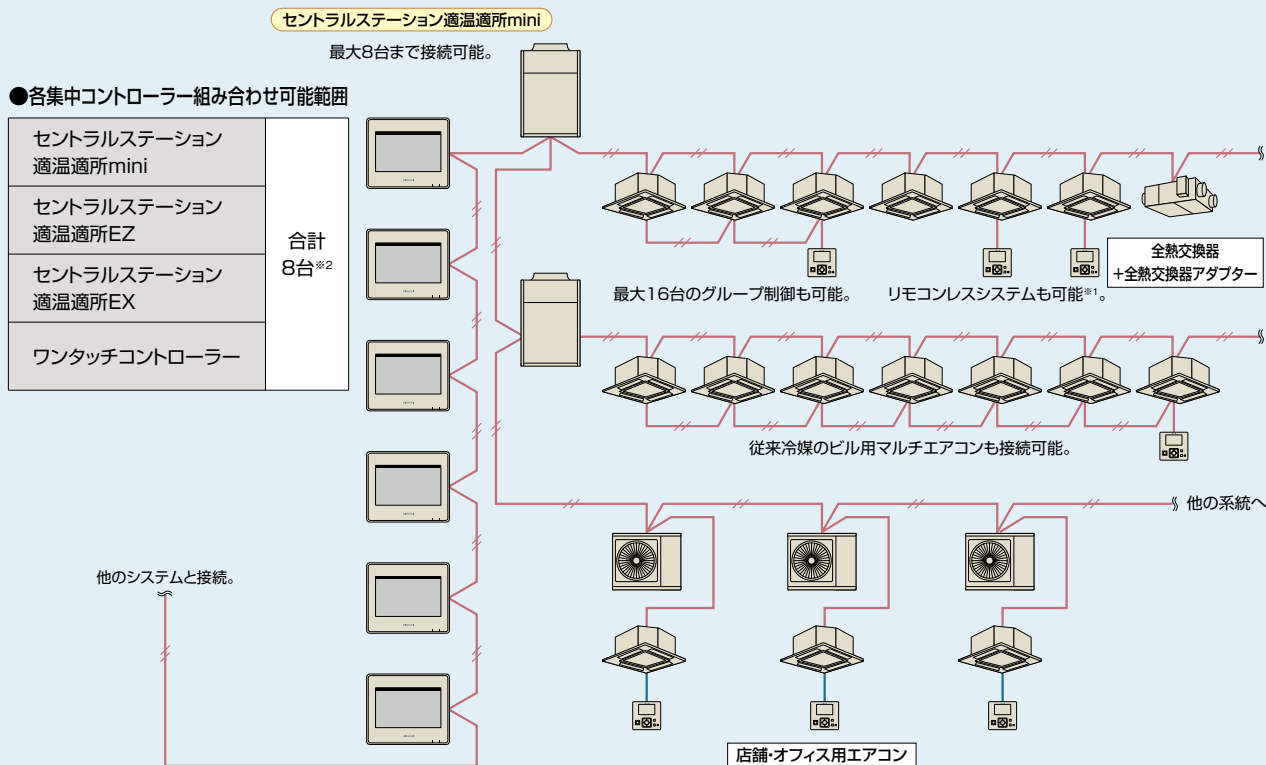 セントラルステーション適温適所mini
最大8台まで接続可能。
●各集中コントローラー組み合わせ可能範囲
セントラルステーション
適温適所mini
セントラルステーション
適温適所EZ
セントラルステーション
適温適所EX
ワンタッチコントローラー
合計
8台※2
全熱交換器
+全熱交換器アダプター
最大16台のグループ制御も可能。
リモコンレスシステムも可能※1。
従来冷媒のビル用マルチエアコンも接続可能。
他の系統へ
他のシステムと接続。
店舗・オフィス用エアコン